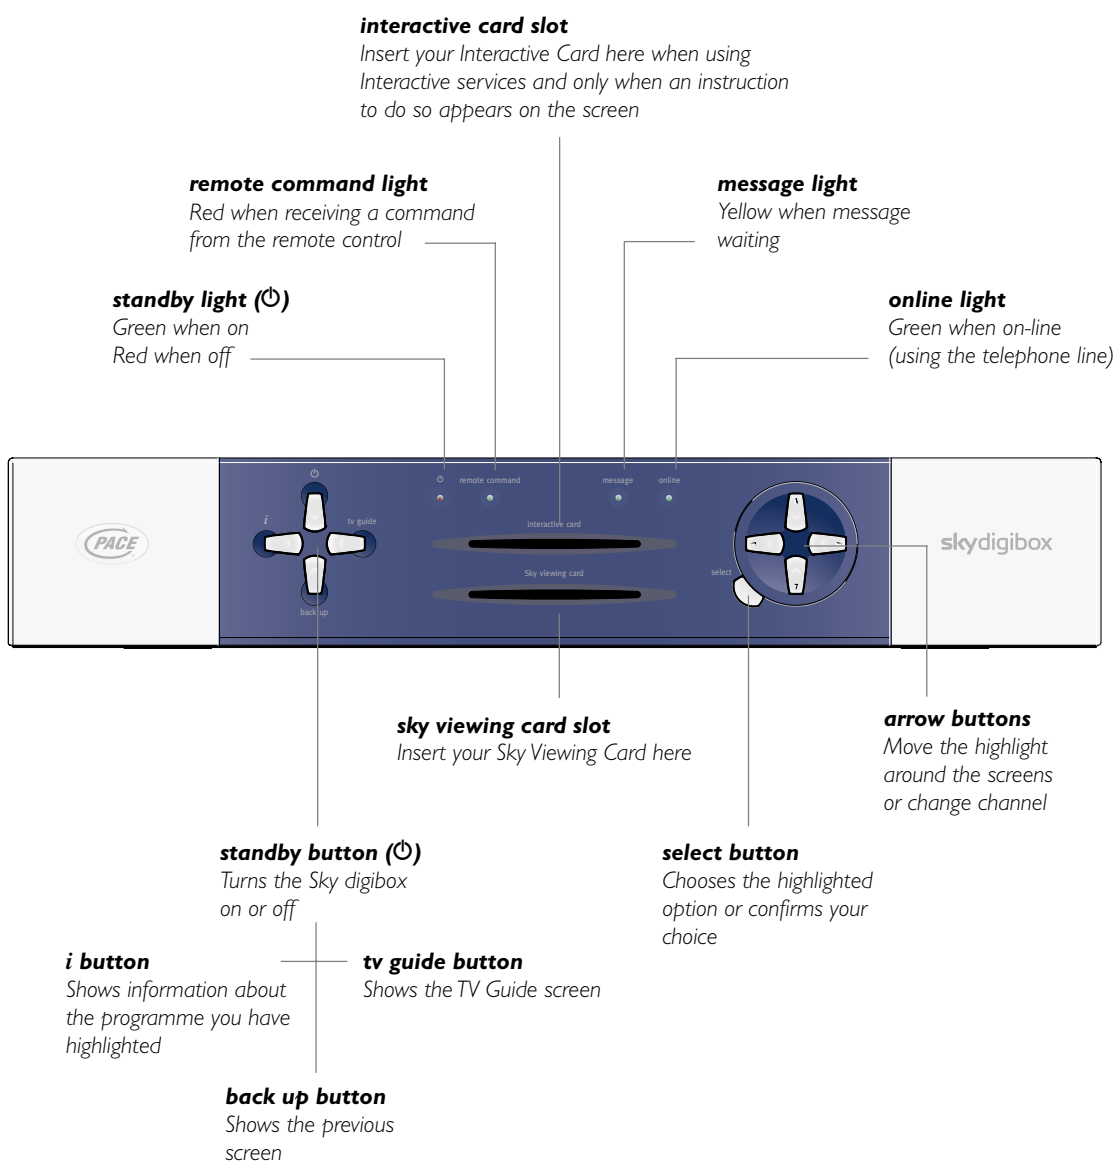 interactive card slot
Insert your Interactive Card here when using
Interactive services and only when an instruction
to do so appears on the screen
remote command light
Red when receiving a command
from the remote control
message light
Yellow when message
waiting
standby light (⏻)
Green when on
Red when off
online light
Green when on-line
(using the telephone line)
⏻
⏻ remote command
message
online
i
tv guide
interactive card
PACE
skydigibox
Sky viewing card
select
back up
sky viewing card slot
Insert your Sky Viewing Card here
arrow buttons
Move the highlight
around the screens
or change channel
standby button (⏻)
Turns the Sky digibox
on or off
select button
Chooses the highlighted
option or confirms your
choice
i button
Shows information about
the programme you have
highlighted
tv guide button
Shows the TV Guide screen
back up button
Shows the previous
screen